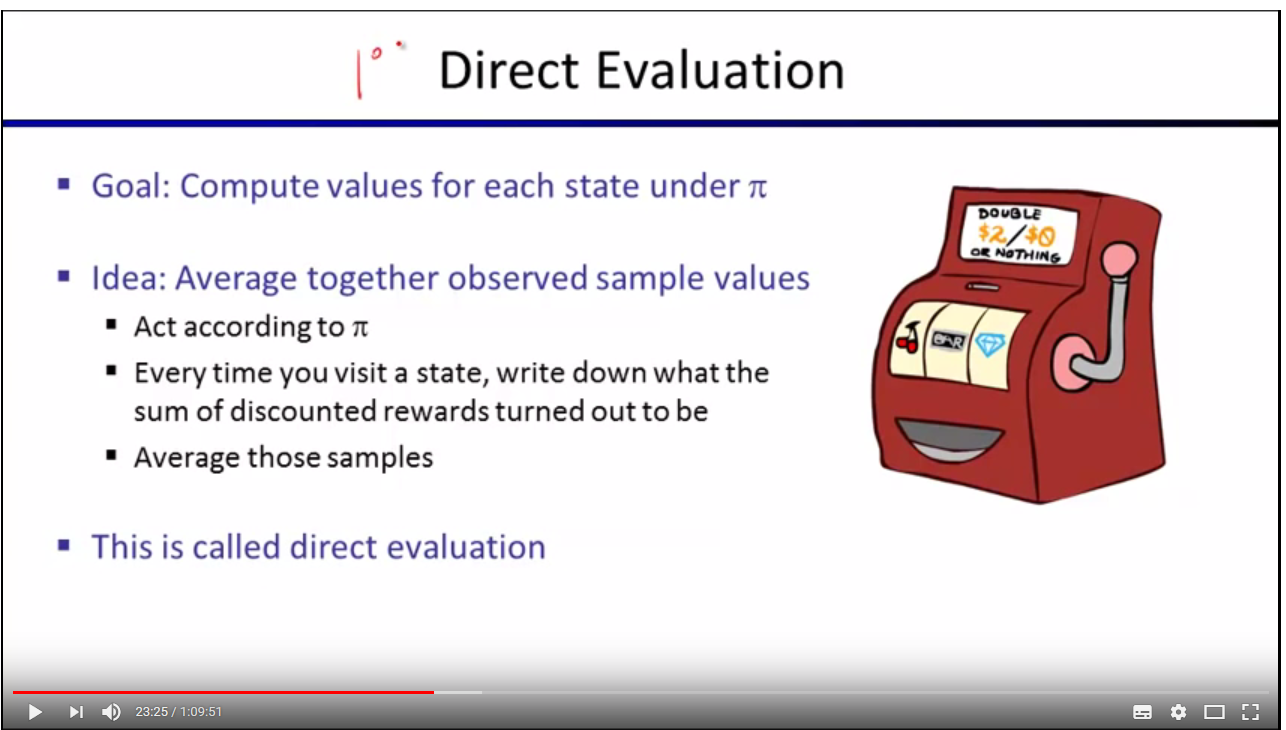 Direct Evaluation
▪ Goal: Compute values for each state under π
▪ Idea: Average together observed sample values
▪ Act according to π
▪ Every time you visit a state, write down what the
sum of discounted rewards turned out to be
▪ Average those samples
▪ This is called direct evaluation
DOUBLE
$2/$0
OR NOTHING
BAR
23:25 / 1:09:51